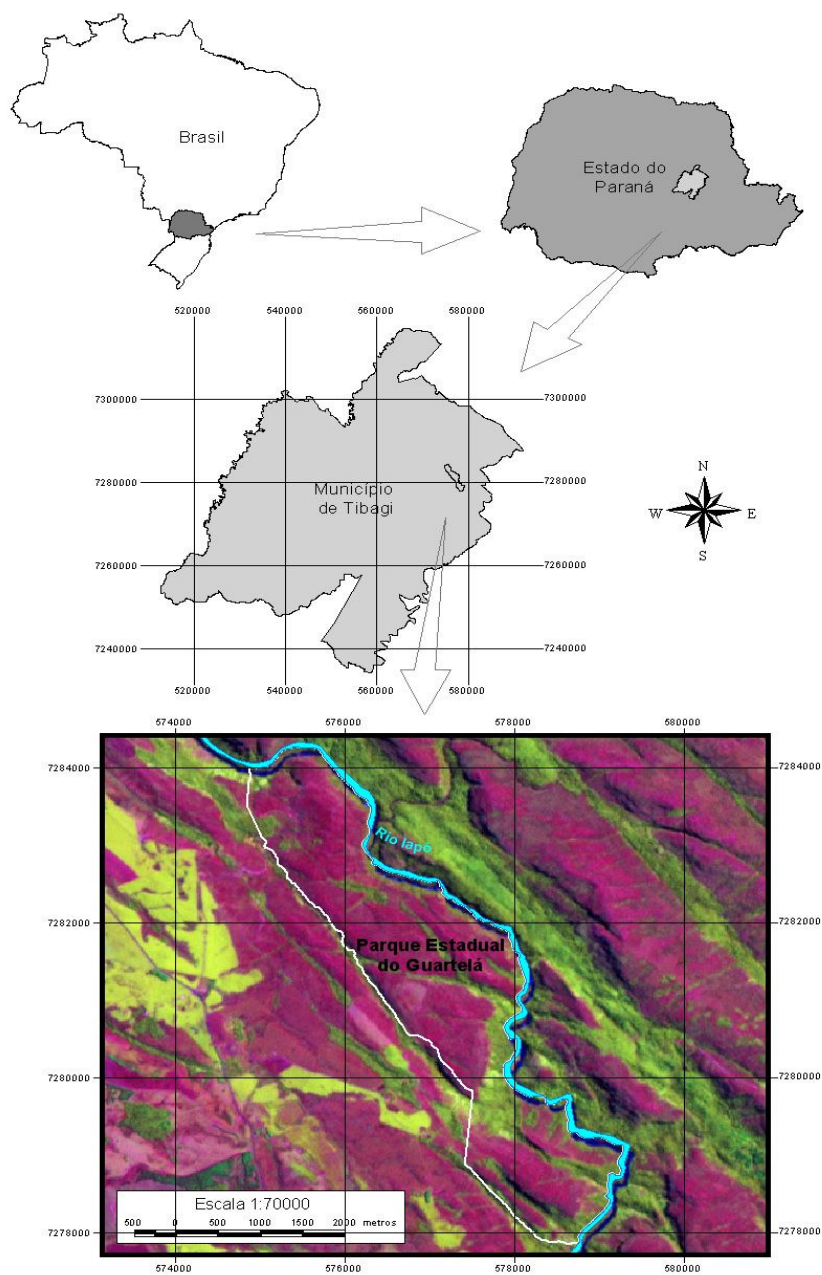 Brasil
Estado do
Paraná
520000 540000 560000 580000
7300000 7300000
7280000 7280000
Município
de Tibagi
7260000 7260000
7240000 7240000
520000 540000 560000 580000
N
W E
S
574000 576000 578000 580000
7284000 7284000
Rio Iapó
7282000 7282000
Parque Estadual
do Guartelá
7280000 7280000
Escala 1:70000
500 0 500 1000 1500 2000 metros
7278000 7278000
574000 576000 578000 580000